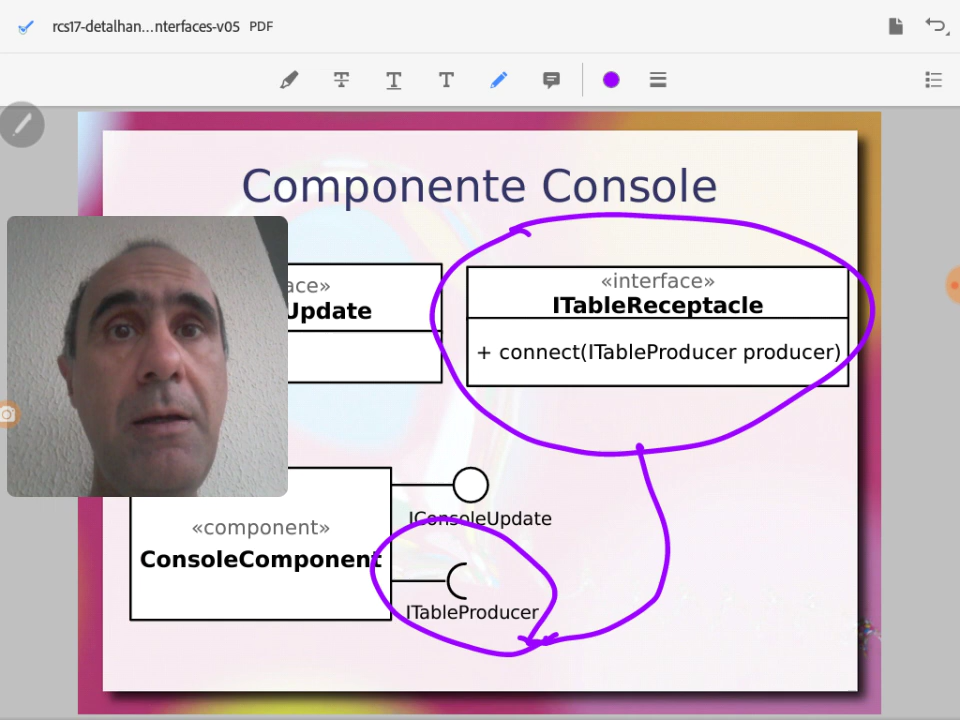 rcs17-detalhan...nterfaces-v05 PDF
T T T
Componente Console
ace»
Update
«interface»
ITableReceptacle
+ connect(ITableProducer producer)
«component»
ConsoleComponent
IConsoleUpdate
ITableProducer